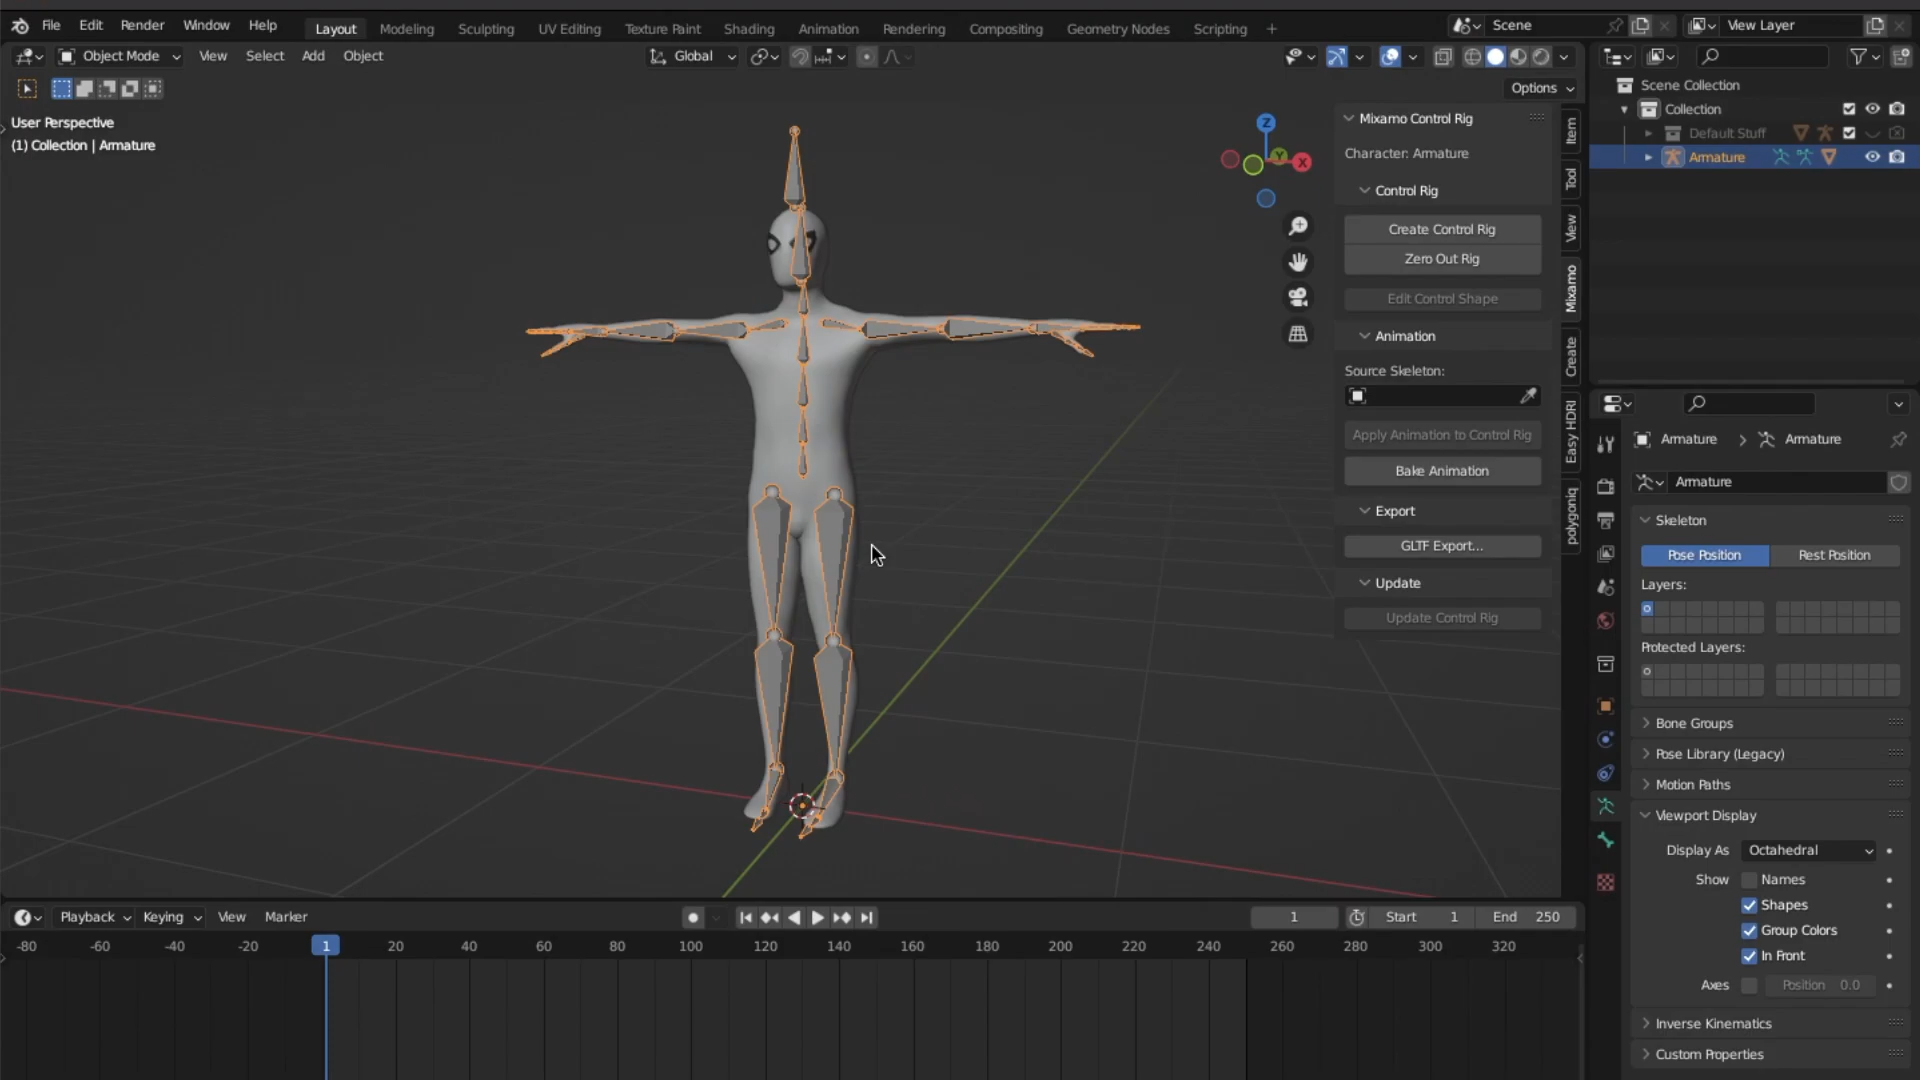 File Edit Render Window Help Layout Modeling Sculpting UV Editing Texture Paint Shading Animation Rendering Compositing Geometry Nodes Scripting + Scene View Layer
Object Mode View Select Add Object Global
Options
User Perspective
(1) Collection | Armature
Z
Y
X
Mixamo Control Rig
Character: Armature
Control Rig
Create Control Rig
Zero Out Rig
Edit Control Shape
Animation
Source Skeleton:
Apply Animation to Control Rig
Bake Animation
Export
GLTF Export...
Update
Update Control Rig
Item
Tool
View
Mixamo
Create
Easy HDRI
polygoniq
Scene Collection
Collection
Default Stuff
Armature
Armature > Armature
Armature
Skeleton
Pose Position Rest Position
Layers:
Protected Layers:
Bone Groups
Pose Library (Legacy)
Motion Paths
Viewport Display
Display As Octahedral
Show Names
Shapes
Group Colors
In Front
Axes Position 0.0
Inverse Kinematics
Custom Properties
Playback Keying View Marker 1 Start 1 End 250
-80 -60 -40 -20 1 20 40 60 80 100 120 140 160 180 200 220 240 260 280 300 320